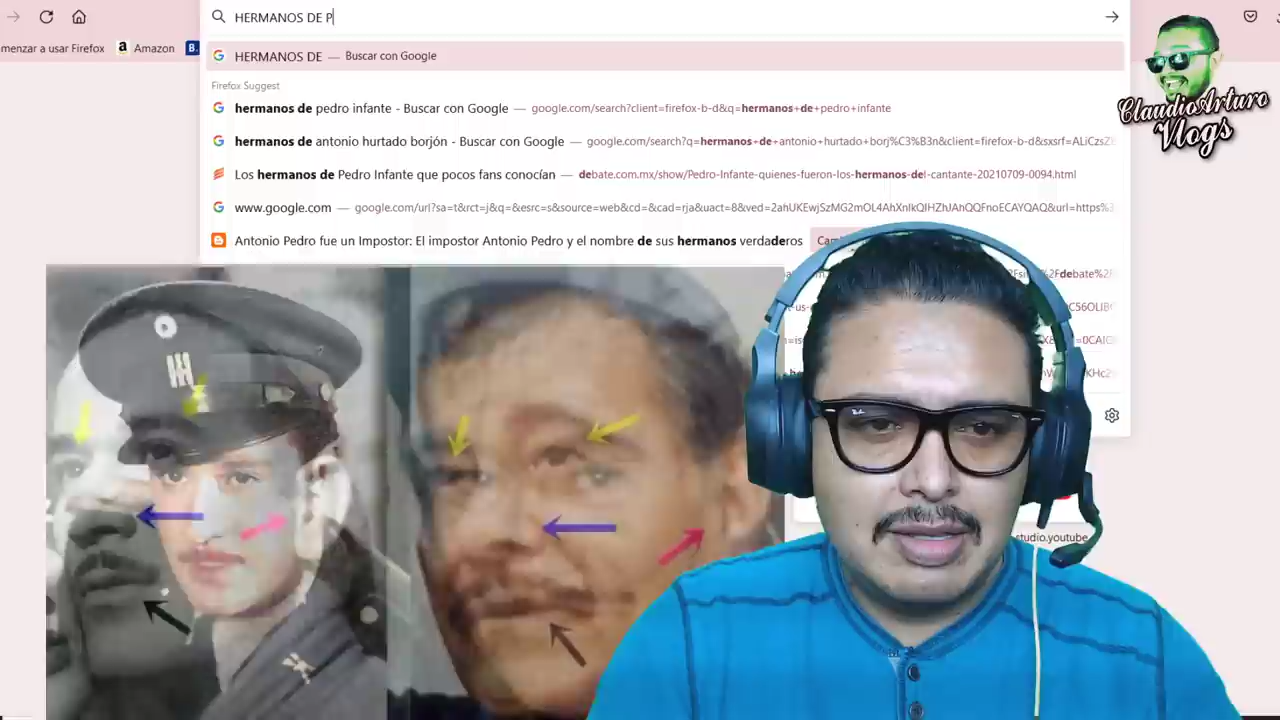 HERMANOS DE P
menzar a usar Firefox
Amazon
B.
HERMANOS DE — Buscar con Google
Firefox Suggest
hermanos de pedro infante - Buscar con Google — google.com/search?client=firefox-b-d&q=hermanos+de+pedro+infante
hermanos de antonio hurtado borjón - Buscar con Google — google.com/search?q=hermanos+de+antonio+hurtado+borj%C3%B3n&client=firefox-b-d&sxsrf=ALiCzsZ
Los hermanos de Pedro Infante que pocos fans conocían — debate.com.mx/show/Pedro-Infante-quienes-fueron-los-hermanos-del-cantante-20210709-0094.html
www.google.com — google.com/url?sa=t&rct=j&q=&esrc=s&source=web&cd=&cad=rja&uact=8&ved=2ahUKEwjSzMG2mOL4AhXnIkQIHZhJAhQQFnoECAYQAQ&url=https%
Antonio Pedro fue un Impostor: El impostor Antonio Pedro y el nombre de sus hermanos verdaderos
ClaudioArturo
Vlogs
studio.youtube
Ray-Ban